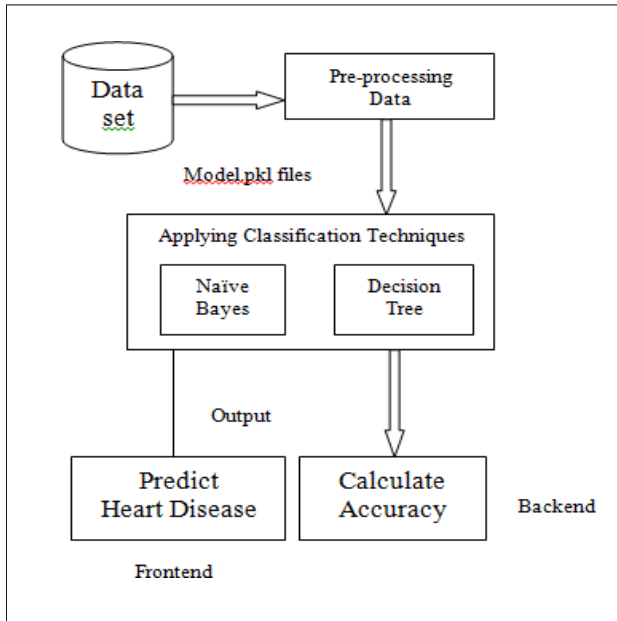 Data
set
Pre-processing
Data
Model.pkl files
Applying Classification Techniques
Naïve
Bayes
Decision
Tree
Output
Predict
Heart Disease
Calculate
Accuracy
Backend
Frontend